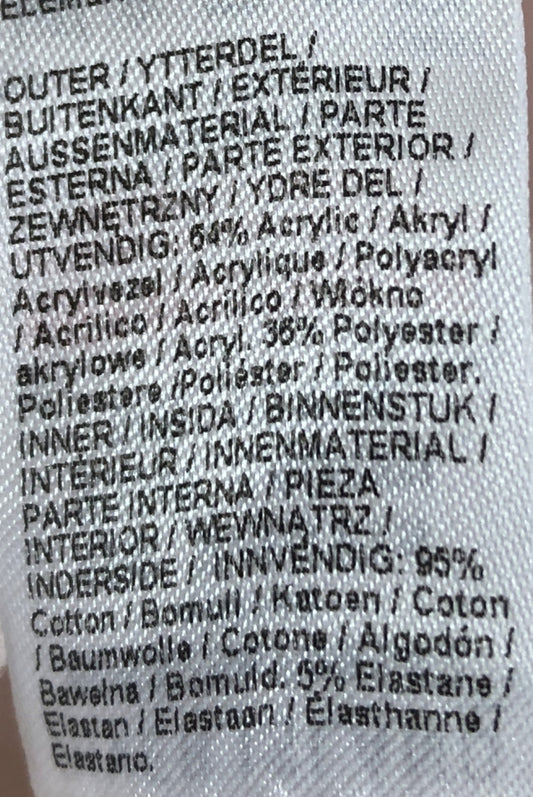 OUTER / YTTERDEL /
BUITENKANT / EXTÉRIEUR /
AUSSENMATERIAL / PARTE
ESTERNA / PARTE EXTERIOR /
ZEWNĘTRZNY / YDRE DEL /
UTVENDIG: 64% Acrylic / Akryl /
Acrylvezel / Acrylique / Polyacryl
/ Acrilico / Acrílico / Włókno
akrylowe / Acryl. 36% Polyester /
Poliestere /Poliéster / Poliester.
INNER / INSIDA / BINNENSTUK /
INTÉRIEUR / INNENMATERIAL /
PARTE INTERNA / PIEZA
INTERIOR / WEWNĄTRZ /
INDERSIDE / INNVENDIG: 95%
Cotton / Bomull / Katoen / Coton
/ Baumwolle / Cotone / Algodón /
Bawełna / Bomuld. 5% Elastane /
Elastan / Elastaan / Élasthanne /
Elastano.